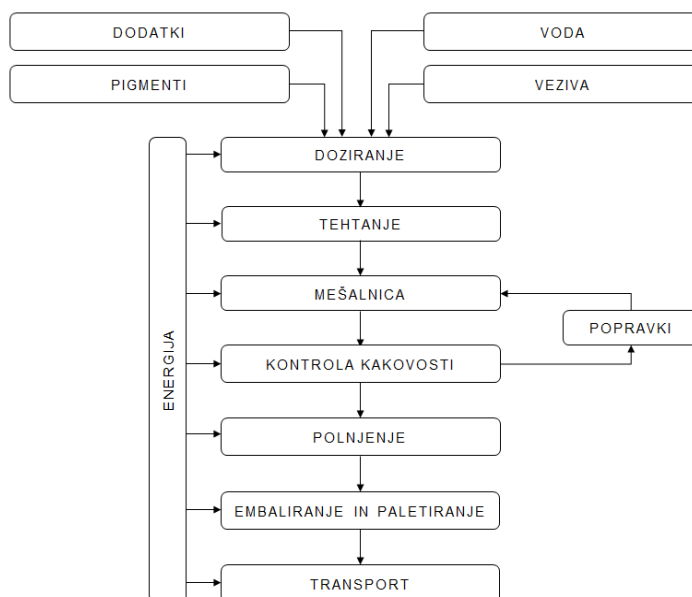 DODATKI
VODA
PIGMENTI
VEZIVA
DOZIRANJE
TEHTANJE
MEŠALNICA
POPRAVKI
ENERGIJA
KONTROLA KAKOVOSTI
POLNJENJE
EMBALIRANJE IN PALETIRANJE
TRANSPORT